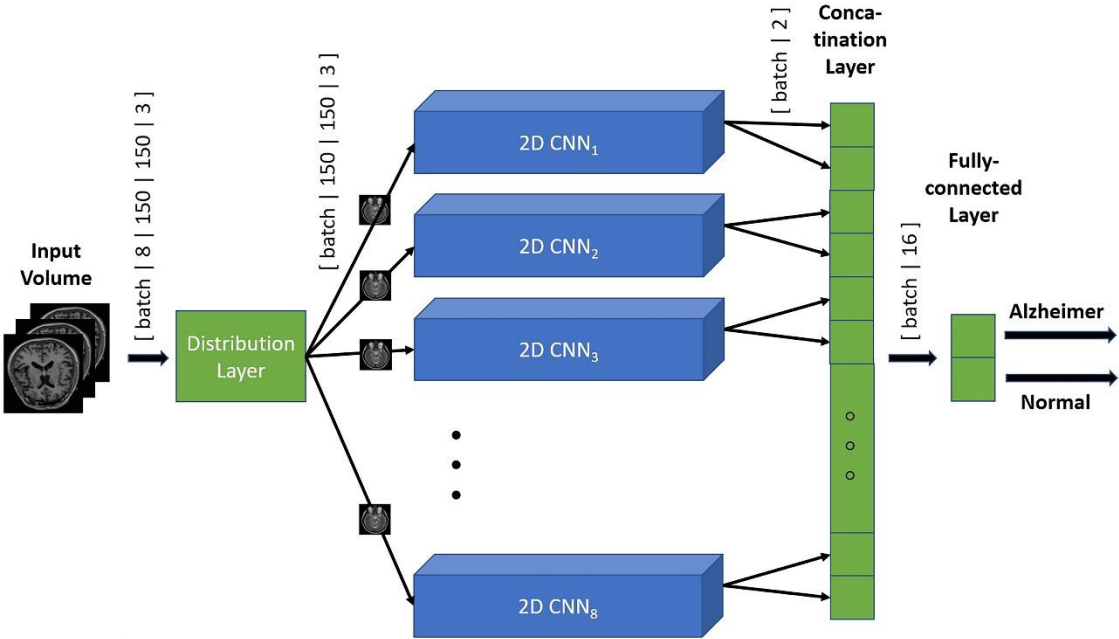 Input
Volume
[ batch | 8 | 150 | 150 | 3 ]
Distribution
Layer
[ batch | 150 | 150 | 3 ]
2D CNN1
2D CNN2
2D CNN3
2D CNN8
[ batch | 2 ]
Conca-
tination
Layer
[ batch | 16 ]
Fully-
connected
Layer
Alzheimer
Normal